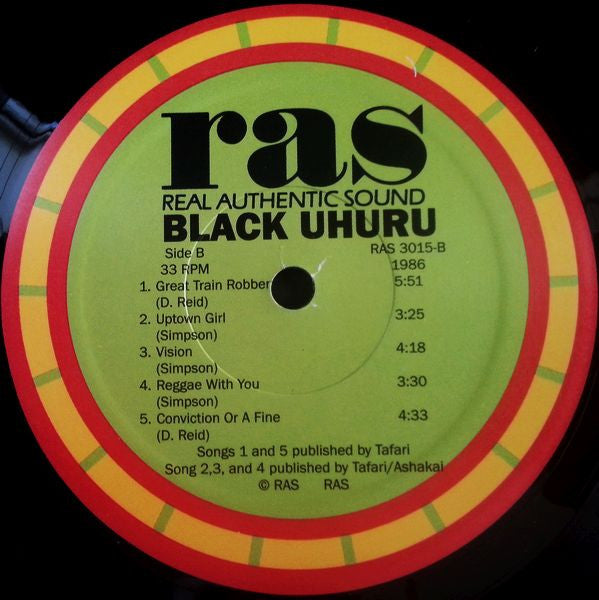 ras
REAL AUTHENTIC SOUND
BLACK UHURU
Side B RAS 3015-B
33 RPM 1986
1. Great Train Robber 5:51
(D. Reid)
2. Uptown Girl 3:25
(Simpson)
3. Vision 4:18
(Simpson)
4. Reggae With You 3:30
(Simpson)
5. Conviction Or A Fine 4:33
(D. Reid)
Songs 1 and 5 published by Tafari
Song 2,3, and 4 published by Tafari/Ashakai
© RAS RAS